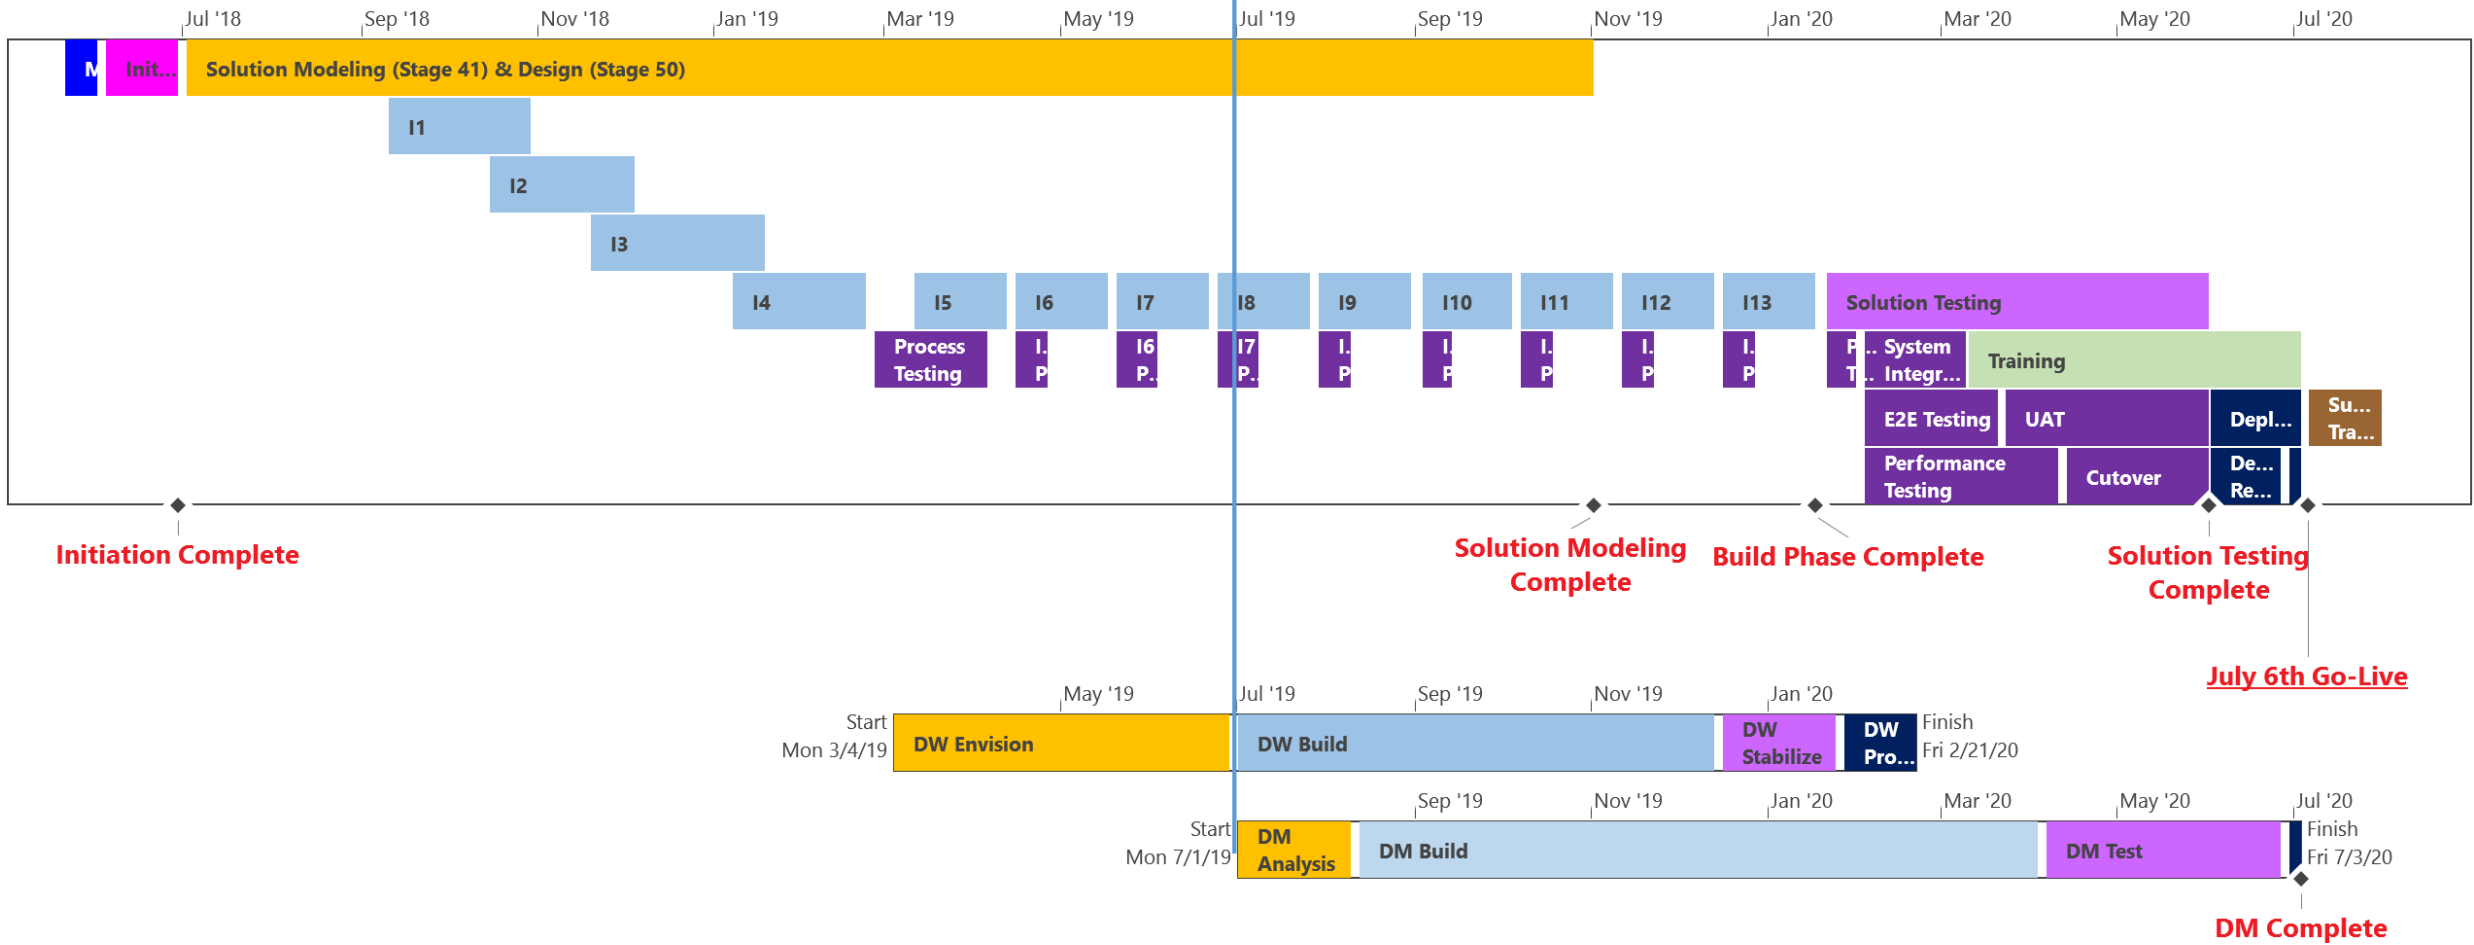 Jul '18 Sep '18 Nov '18 Jan '19 Mar '19 May '19 Jul '19 Sep '19 Nov '19 Jan '20 Mar '20 May '20 Jul '20
M Init... Solution Modeling (Stage 41) & Design (Stage 50)
I1
I2
I3
I4 I5 I6 I7 I8 I9 I10 I11 I12 I13 Solution Testing
Process I. I6 I7 I. I. I. I. I. P... System
Testing P P.. P... P P P P P T... Integr...
Training
E2E Testing UAT Depl... Su...
Tra...
Performance
Testing
Cutover De...
Re...
Initiation Complete
Solution Modeling
Complete
Build Phase Complete
Solution Testing
Complete
July 6th Go-Live
May '19 Jul '19 Sep '19 Nov '19 Jan '20
Start
Mon 3/4/19
DW Envision DW Build DW
Stabilize
DW
Pro...
Finish
Fri 2/21/20
Sep '19 Nov '19 Jan '20 Mar '20 May '20 Jul '20
Start
Mon 7/1/19
DM
Analysis
DM Build DM Test Finish
Fri 7/3/20
DM Complete